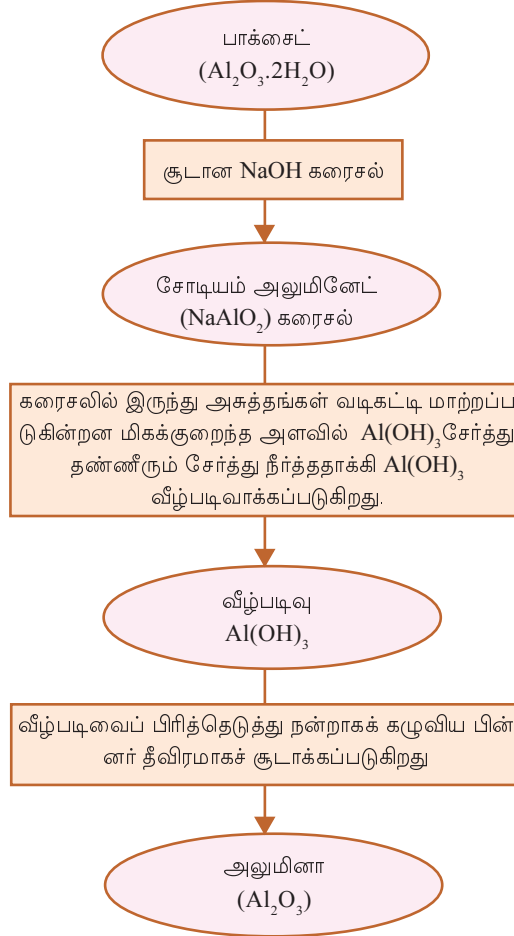 பாக்சைட்
(Al₂O₃.2H₂O)
சூடான NaOH கரைசல்
சோடியம் அலுமினேட்
(NaAlO₂) கரைசல்
கரைசலில் இருந்து அசுத்தங்கள் வடிகட்டி மாற்றப்ப
டுகின்றன மிகக்குறைந்த அளவில் Al(OH)₃சேர்த்து
தண்ணீரும் சேர்த்து நீர்த்ததாக்கி Al(OH)₃
வீழ்படிவாக்கப்படுகிறது.
வீழ்படிவு
Al(OH)₃
வீழ்படிவைப் பிரித்தெடுத்து நன்றாகக் கழுவிய பின்
னர் தீவிரமாகச் சூடாக்கப்படுகிறது
அலுமினா
(Al₂O₃)